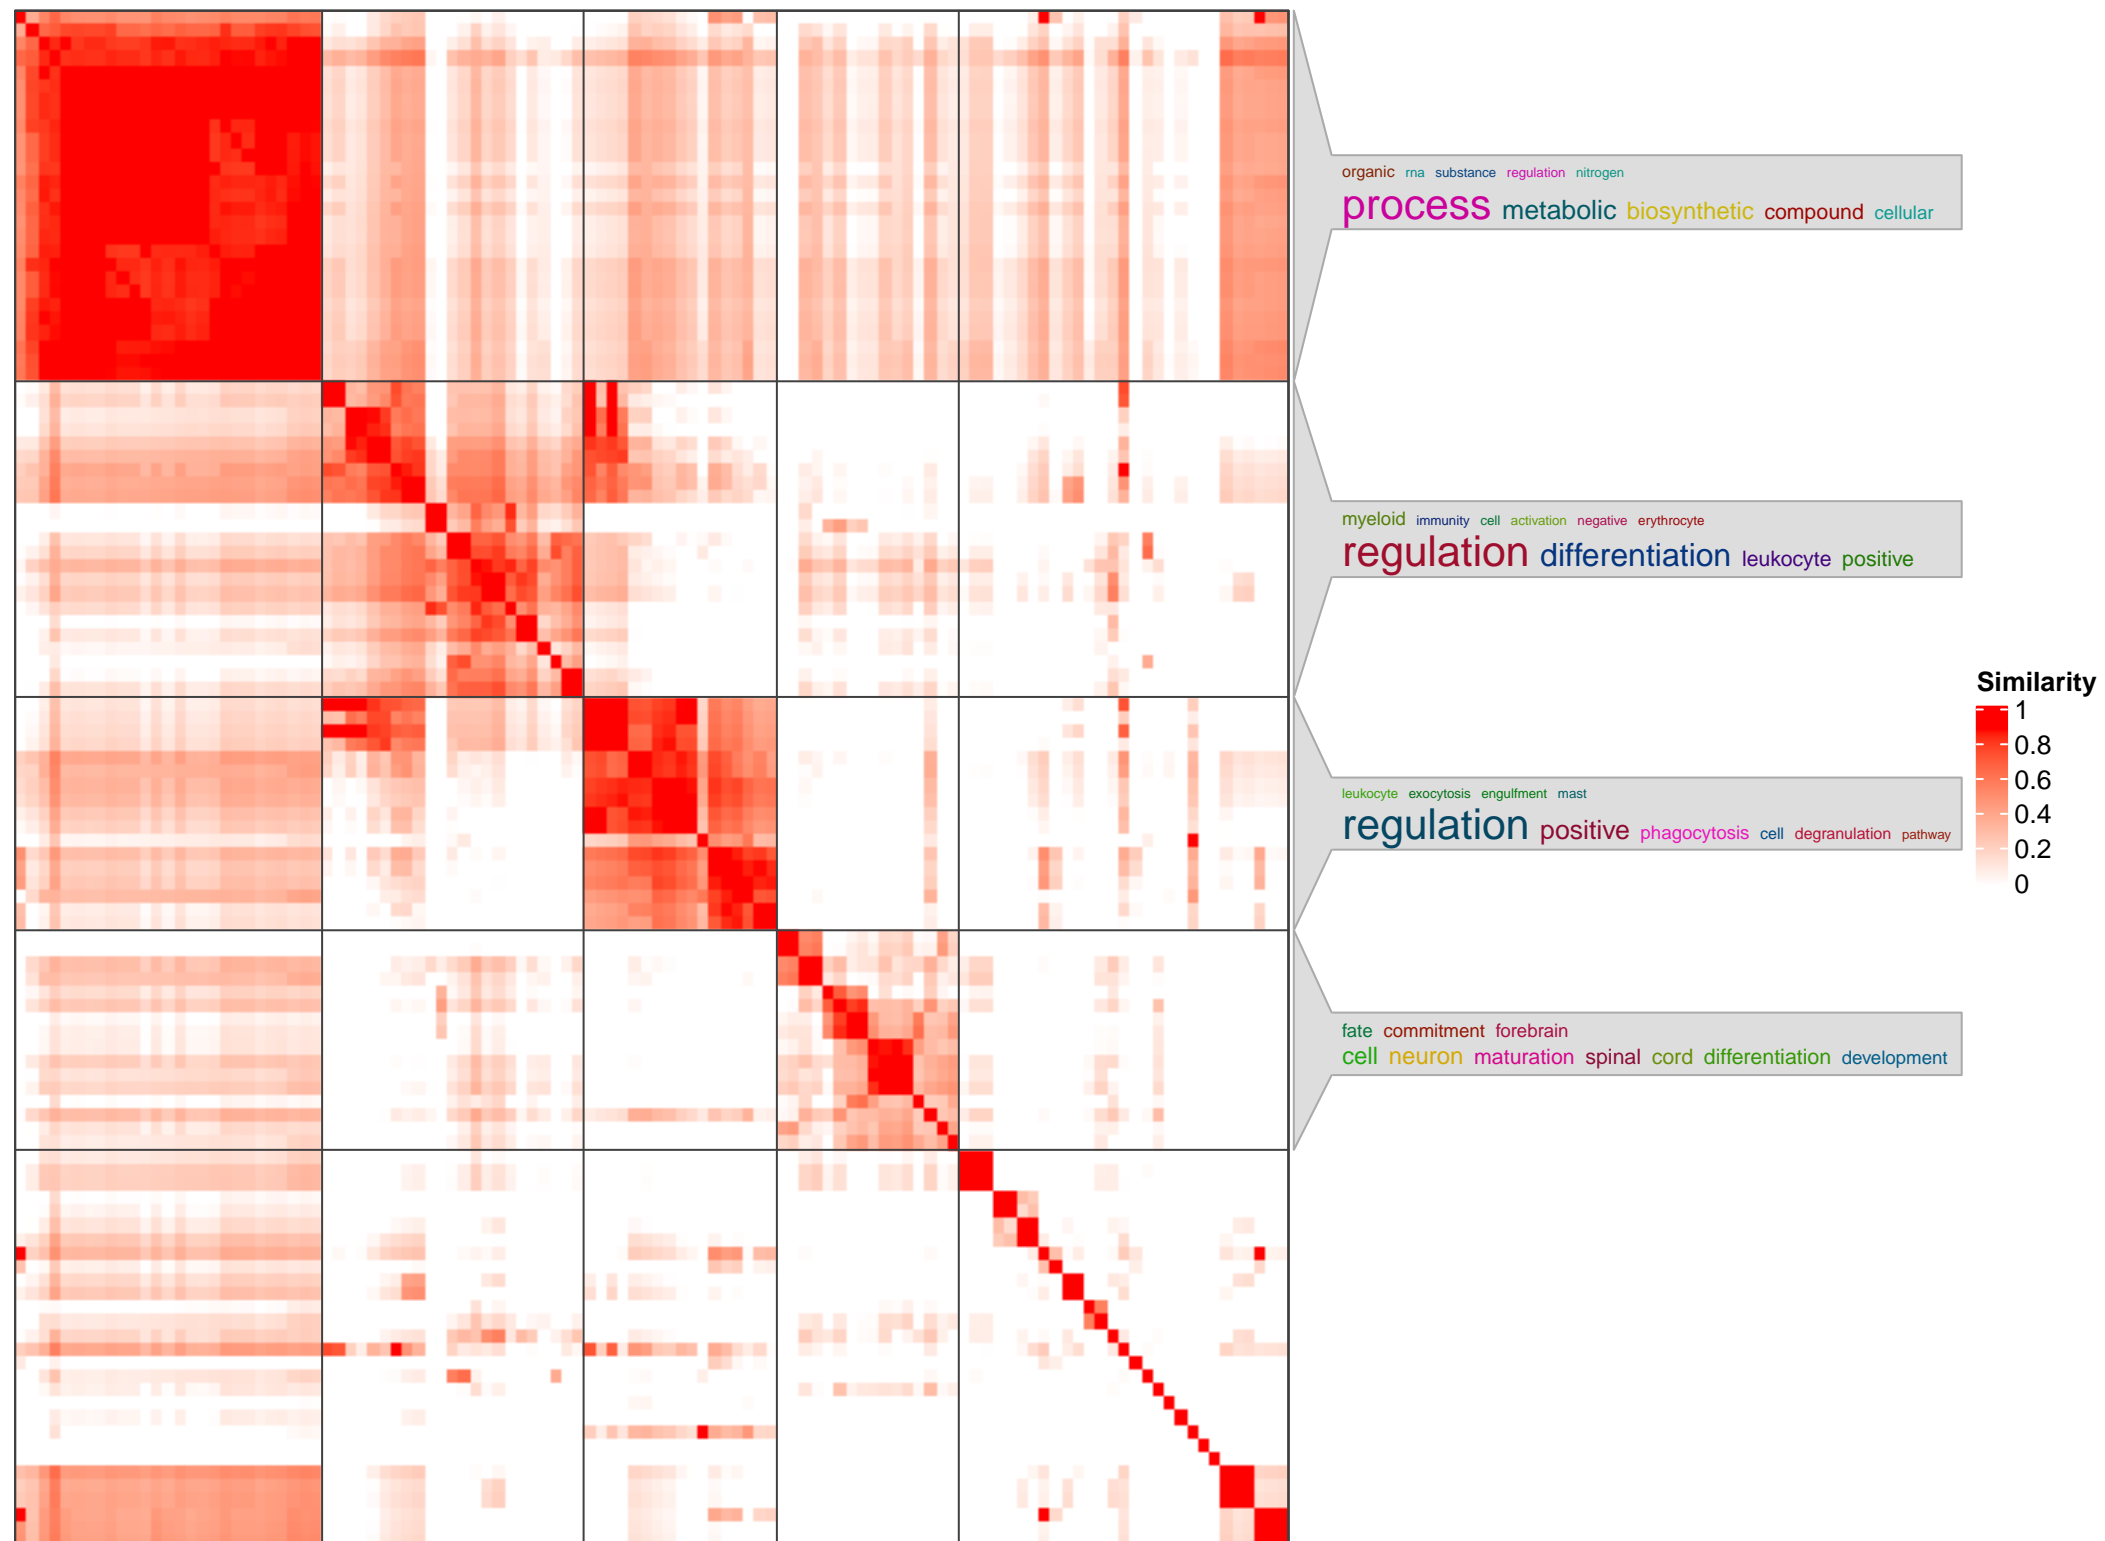 organic rna substance regulation nitrogen
process metabolic biosynthetic compound cellular
myeloid immunity cell activation negative erythrocyte
regulation differentiation leukocyte positive
Similarity
1
0.8
0.6
0.4
0.2
0
leukocyte exocytosis engulfment mast
regulation positive phagocytosis cell degranulation pathway
fate commitment forebrain
cell neuron maturation spinal cord differentiation development